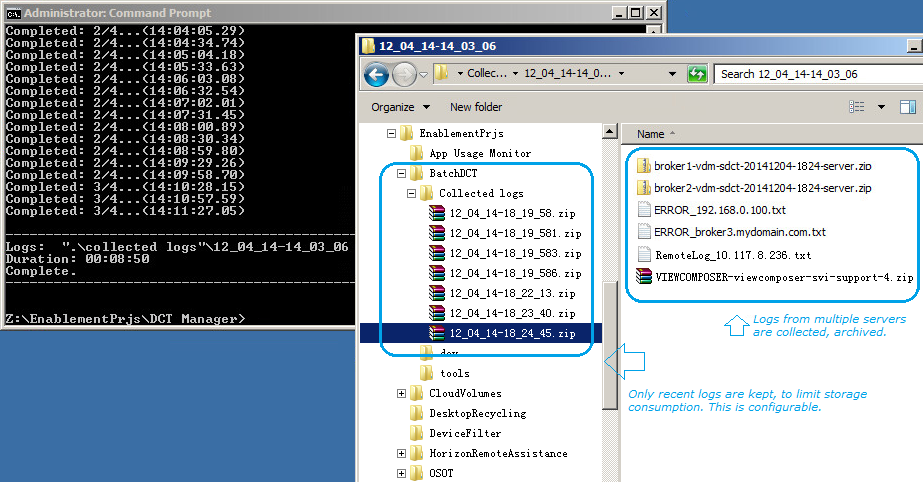 Administrator: Command Prompt
Completed: 2/4...(14:04:05.29)
Completed: 2/4...(14:04:34.74)
Completed: 2/4...(14:05:04.18)
Completed: 2/4...(14:05:33.63)
Completed: 2/4...(14:06:03.08)
Completed: 2/4...(14:06:32.54)
Completed: 2/4...(14:07:02.01)
Completed: 2/4...(14:07:31.45)
Completed: 2/4...(14:08:00.89)
Completed: 2/4...(14:08:30.34)
Completed: 2/4...(14:08:59.80)
Completed: 2/4...(14:09:29.26)
Completed: 2/4...(14:09:58.70)
Completed: 3/4...(14:10:28.15)
Completed: 3/4...(14:10:57.59)
Completed: 3/4...(14:11:27.05)
Logs: ".\collected logs"\12_04_14-14_03_06
Duration: 00:08:50
Complete.
Z:\EnablementPrjs\DCT Manager>
12_04_14-14_03_06
Collec... 12_04_14-14_0...
Search 12_04_14-14_03_06
Organize New folder
EnablementPrjs
App Usage Monitor
BatchDCT
Collected logs
12_04_14-18_19_58.zip
12_04_14-18_19_581.zip
12_04_14-18_19_583.zip
12_04_14-18_19_586.zip
12_04_14-18_22_13.zip
12_04_14-18_23_40.zip
12_04_14-18_24_45.zip
dev
tools
CloudVolumes
DesktopRecycling
DeviceFilter
HorizonRemoteAssistance
OSOT
Name
broker1-vdm-sdct-20141204-1824-server.zip
broker2-vdm-sdct-20141204-1824-server.zip
ERROR_192.168.0.100.txt
ERROR_broker3.mydomain.com.txt
RemoteLog_10.117.8.236.txt
VIEWCOMPOSER-viewcomposer-svi-support-4.zip
Logs from multiple servers
are collected, archived.
Only recent logs are kept, to limit storage
consumption. This is configurable.